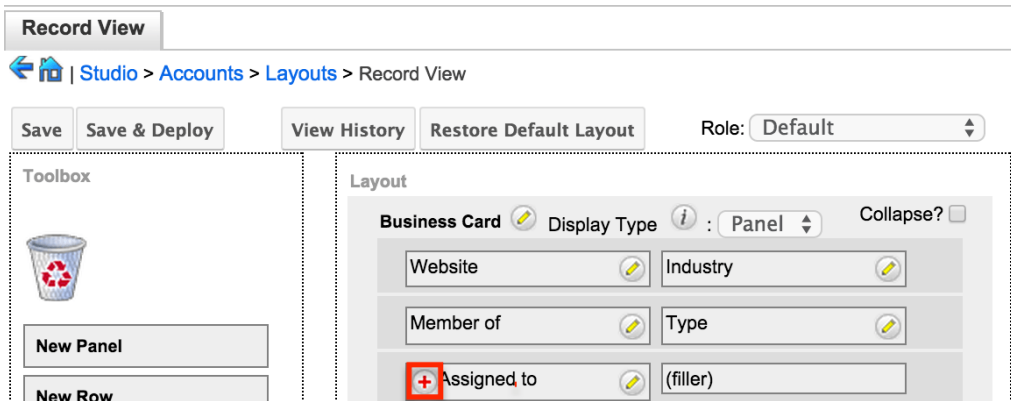 Record View
| Studio > Accounts > Layouts > Record View
Save Save & Deploy View History Restore Default Layout Role: Default
Toolbox
Layout
Business Card Display Type i : Panel Collapse?
Website Industry
Member of Type
New Panel
+ Assigned to (filler)
New Row